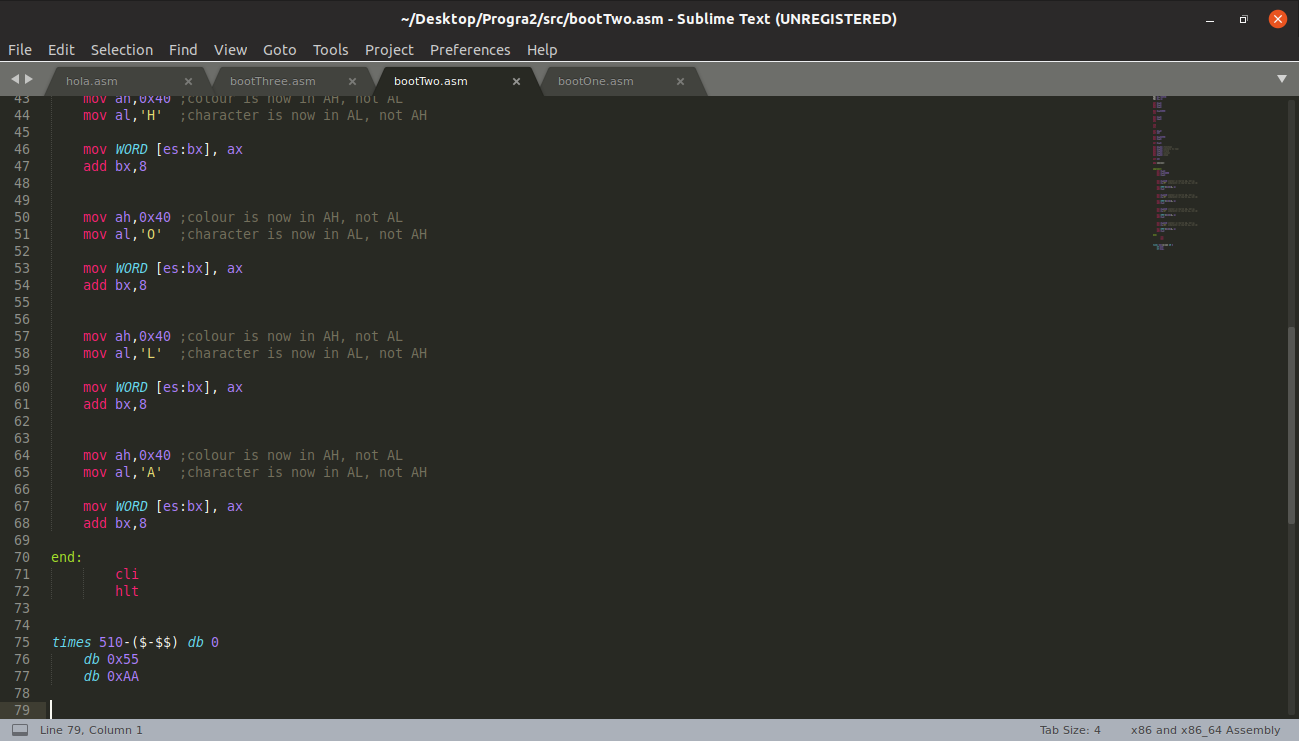 ~/Desktop/Progra2/src/bootTwo.asm - Sublime Text (UNREGISTERED)
File Edit Selection Find View Goto Tools Project Preferences Help
hola.asm × bootThree.asm × bootTwo.asm × bootOne.asm ×
43 mov ah,0x40 ;colour is now in AH, not AL
44 mov al,'H' ;character is now in AL, not AH
45
46 mov WORD [es:bx], ax
47 add bx,8
48
49
50 mov ah,0x40 ;colour is now in AH, not AL
51 mov al,'O' ;character is now in AL, not AH
52
53 mov WORD [es:bx], ax
54 add bx,8
55
56
57 mov ah,0x40 ;colour is now in AH, not AL
58 mov al,'L' ;character is now in AL, not AH
59
60 mov WORD [es:bx], ax
61 add bx,8
62
63
64 mov ah,0x40 ;colour is now in AH, not AL
65 mov al,'A' ;character is now in AL, not AH
66
67 mov WORD [es:bx], ax
68 add bx,8
69
70 end:
71 cli
72 hlt
73
74
75 times 510-($-$$) db 0
76 db 0x55
77 db 0xAA
78
79
Line 79, Column 1 Tab Size: 4 x86 and x86_64 Assembly